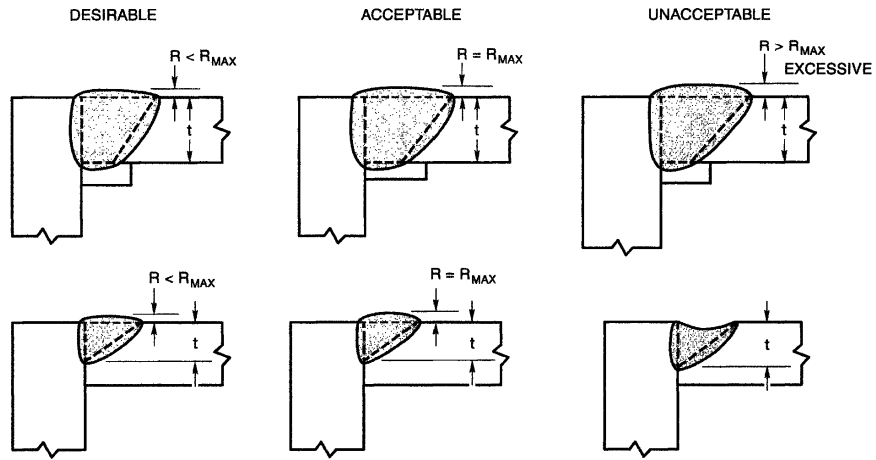 DESIRABLE
ACCEPTABLE
UNACCEPTABLE
R < RMAX
R = RMAX
R > RMAX
EXCESSIVE
t
t
t
R < RMAX
R = RMAX
t
t
t